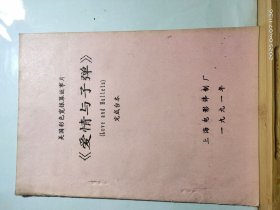 美国彩色宽银幕故事片
《爱情与子弹》
(Love and Bullets)
完成台本
上海电影译制厂
一九九一年